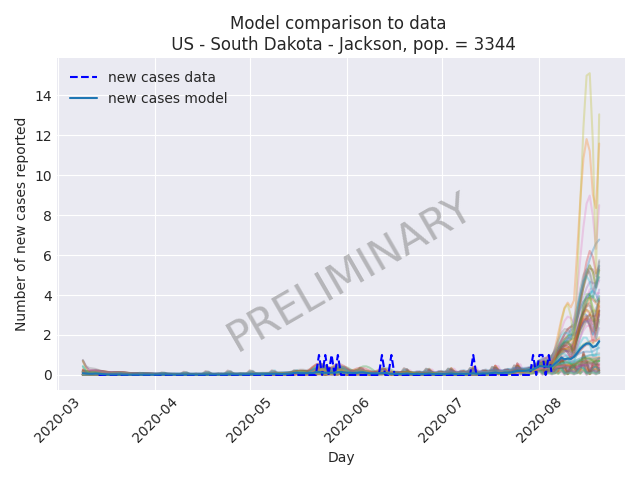 Model comparison to data
US - South Dakota - Jackson, pop. = 3344
new cases data
new cases model
Number of new cases reported
14
12
10
8
6
4
2
0
PRELIMINARY
2020-03
2020-04
2020-05
2020-06
2020-07
2020-08
Day